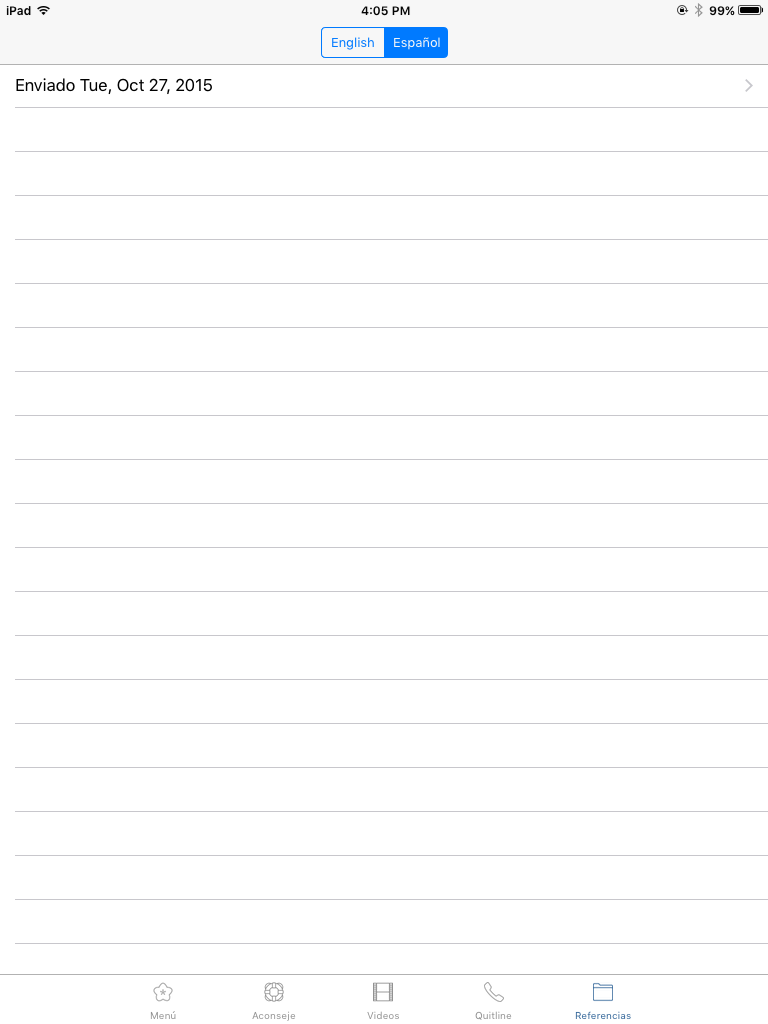 iPad 4:05 PM 99%
English Español
Enviado Tue, Oct 27, 2015
Menú Aconseje Videos Quitline Referencias